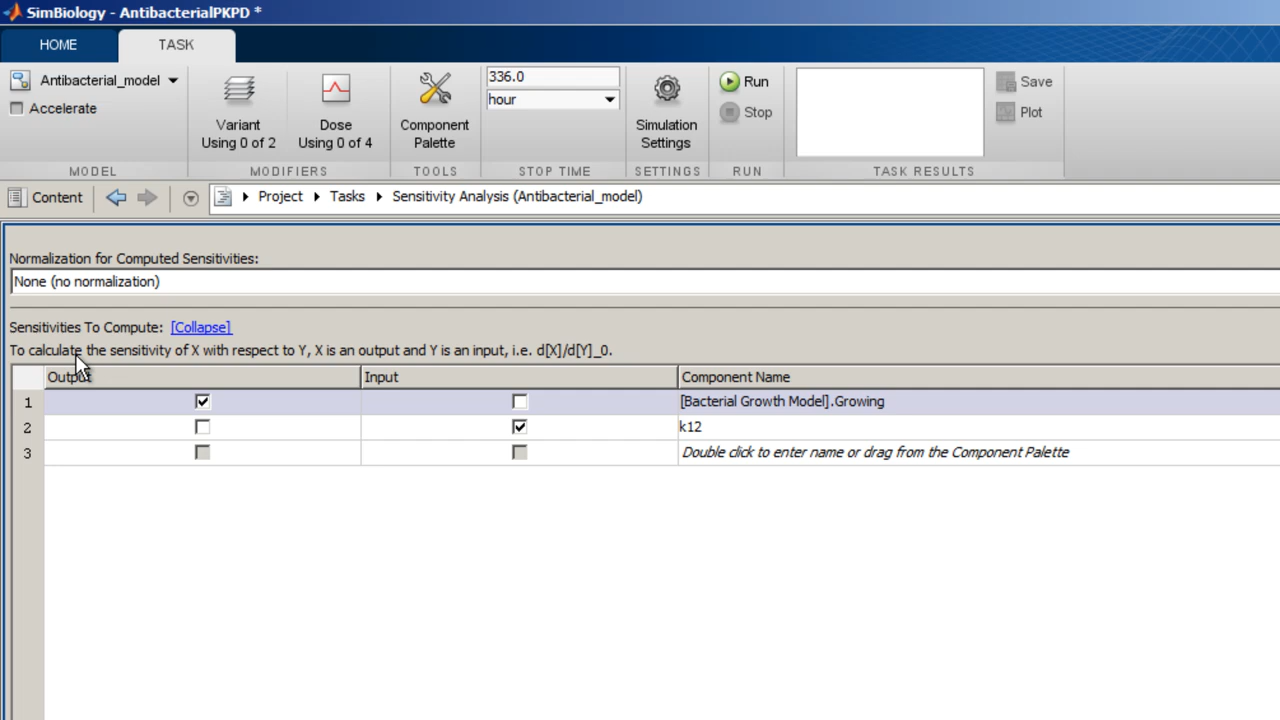 SimBiology - AntibacterialPKPD *
HOME TASK
Antibacterial_model
Accelerate
MODEL
Variant
Using 0 of 2
Dose
Using 0 of 4
MODIFIERS
Component
Palette
TOOLS
336.0
hour
STOP TIME
Simulation
Settings
SETTINGS
Run
Stop
RUN
TASK RESULTS
Save
Plot
Content Project Tasks Sensitivity Analysis (Antibacterial_model)
Normalization for Computed Sensitivities:
None (no normalization)
Sensitivities To Compute: [Collapse]
To calculate the sensitivity of X with respect to Y, X is an output and Y is an input, i.e. d[X]/d[Y]_0.
Output Input Component Name
1 [Bacterial Growth Model].Growing
2 k12
3 Double click to enter name or drag from the Component Palette